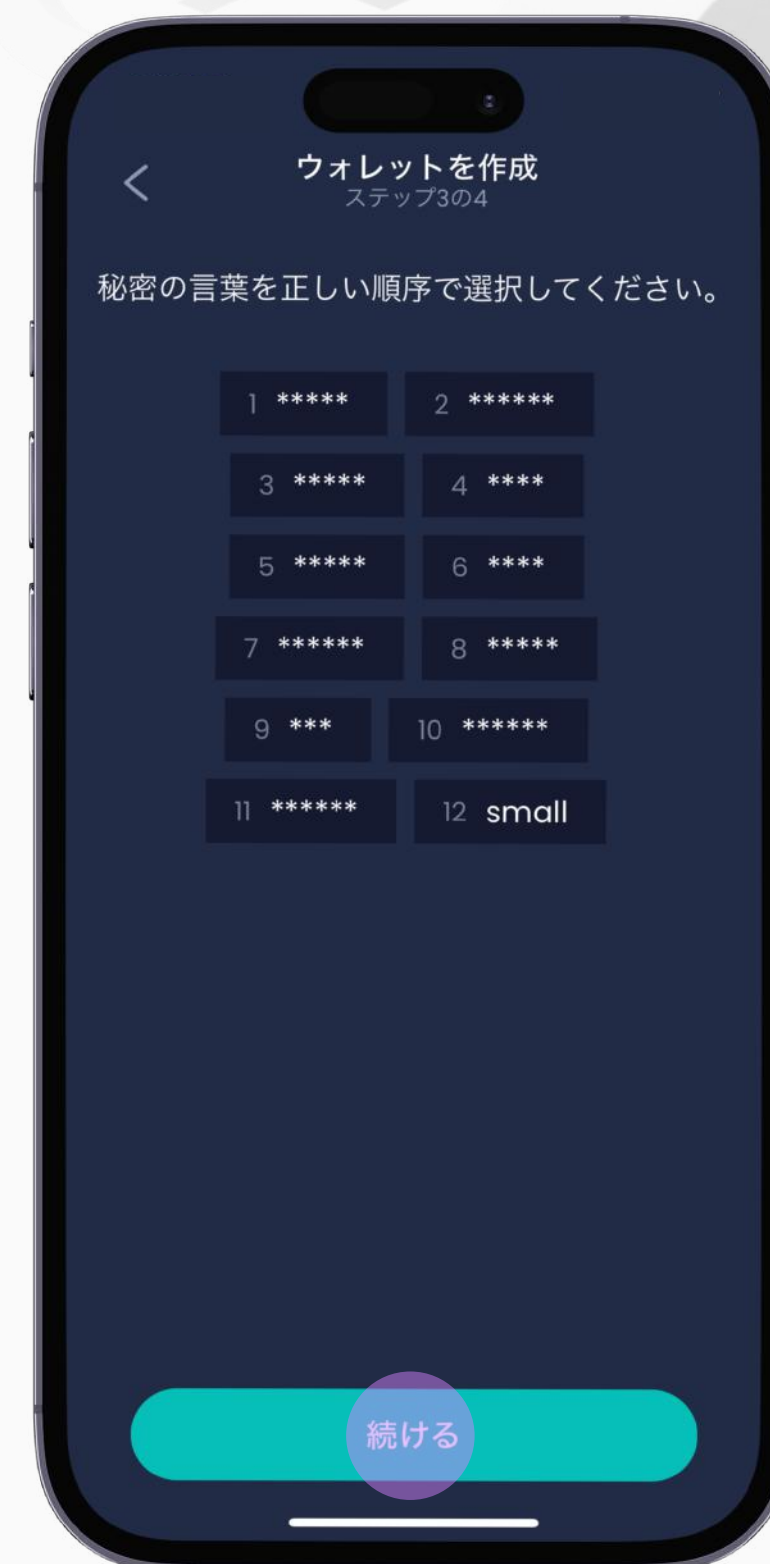 ウォレットを作成
ステップ3の4
秘密の言葉を正しい順序で選択してください。
1 ***** 2 ******
3 ***** 4 ****
5 ***** 6 ****
7 ****** 8 *****
9 *** 10 ******
11 ****** 12 small
続ける